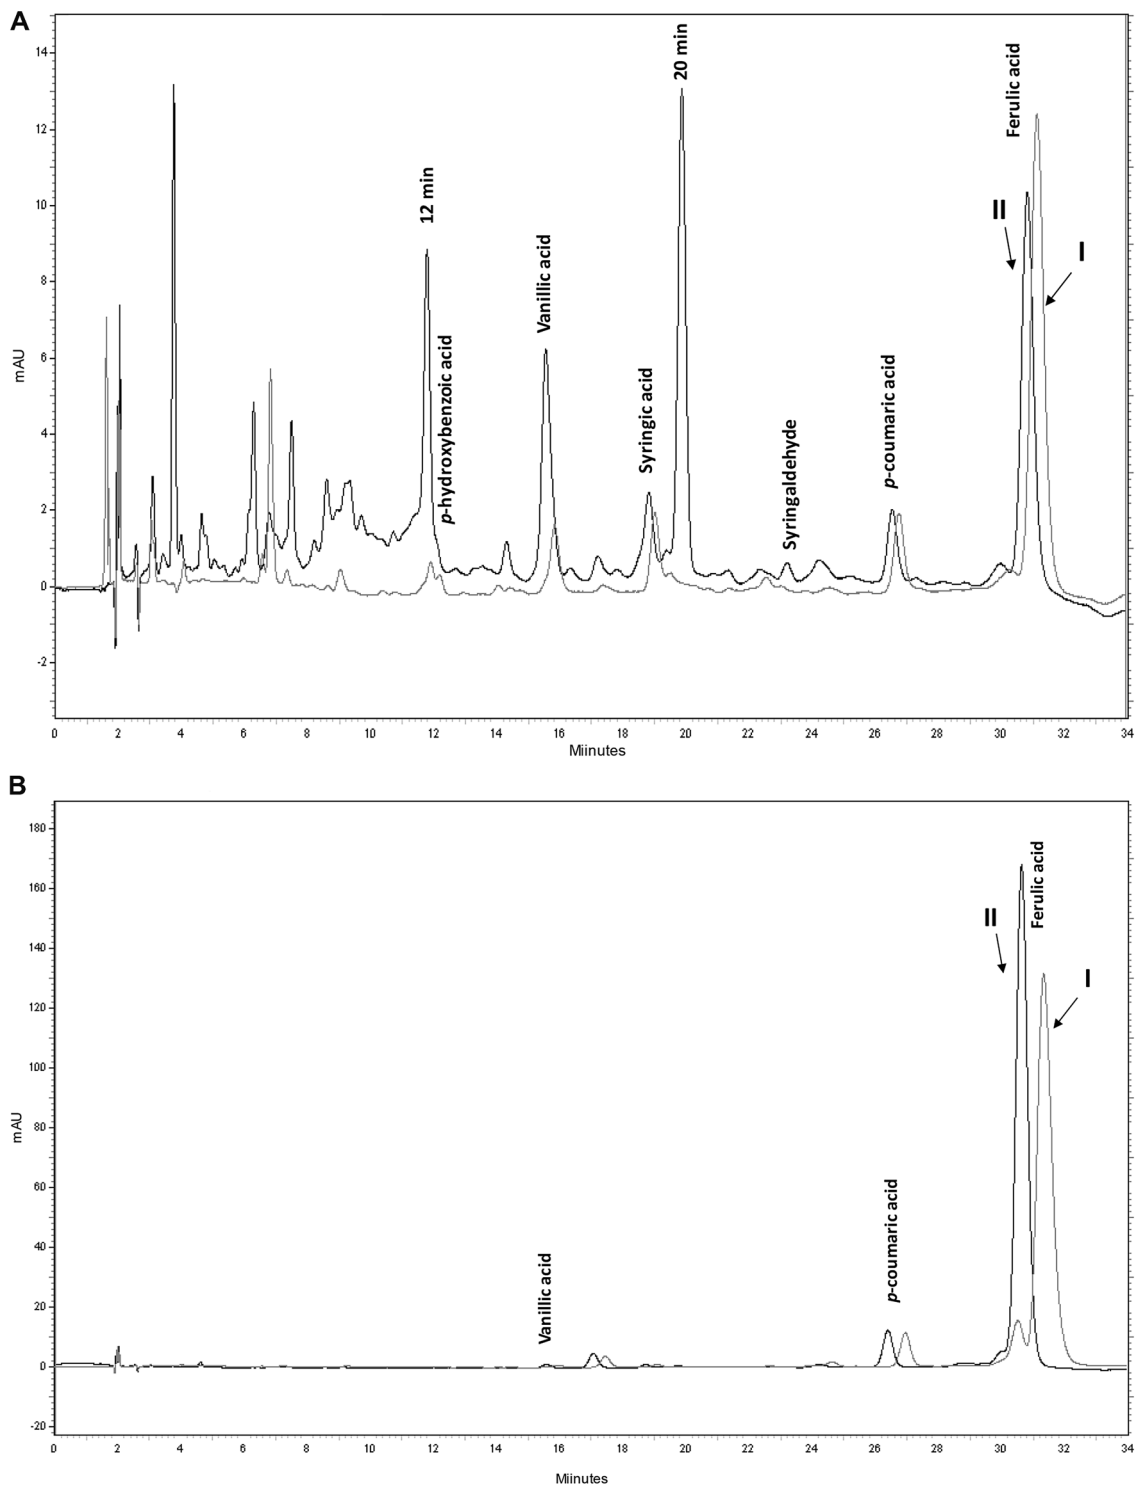 A
14
12
10
8
6
4
2
0
-2
mAU
12 min
p-hydroxybenzoic acid
Vanillic acid
Syringic acid
20 min
Syringaldehyde
p-coumaric acid
Ferulic acid
II
I
0 2 4 6 8 10 12 14 16 18 20 22 24 26 28 30 32 34
Miinutes
B
180
160
140
120
100
80
60
40
20
0
-20
mAU
Vanillic acid
p-coumaric acid
Ferulic acid
II
I
0 2 4 6 8 10 12 14 16 18 20 22 24 26 28 30 32 34
Miinutes